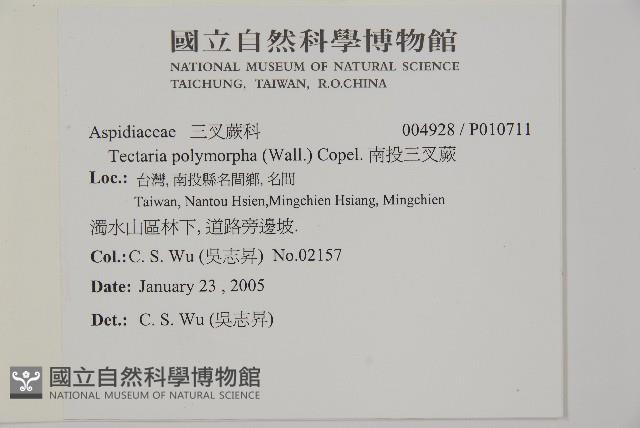 國立自然科學博物館
NATIONAL MUSEUM OF NATURAL SCIENCE
TAICHUNG, TAIWAN, R.O.CHINA
Aspidiaceae 三叉蕨科 004928 / P010711
Tectaria polymorpha (Wall.) Copel. 南投三叉蕨
Loc.: 台灣, 南投縣名間鄉, 名間
Taiwan, Nantou Hsien,Mingchien Hsiang, Mingchien
濁水山區林下, 道路旁邊坡.
Col.: C. S. Wu (吳志昇) No.02157
Date: January 23 , 2005
Det.: C. S. Wu (吳志昇)
國立自然科學博物館
NATIONAL MUSEUM OF NATURAL SCIENCE